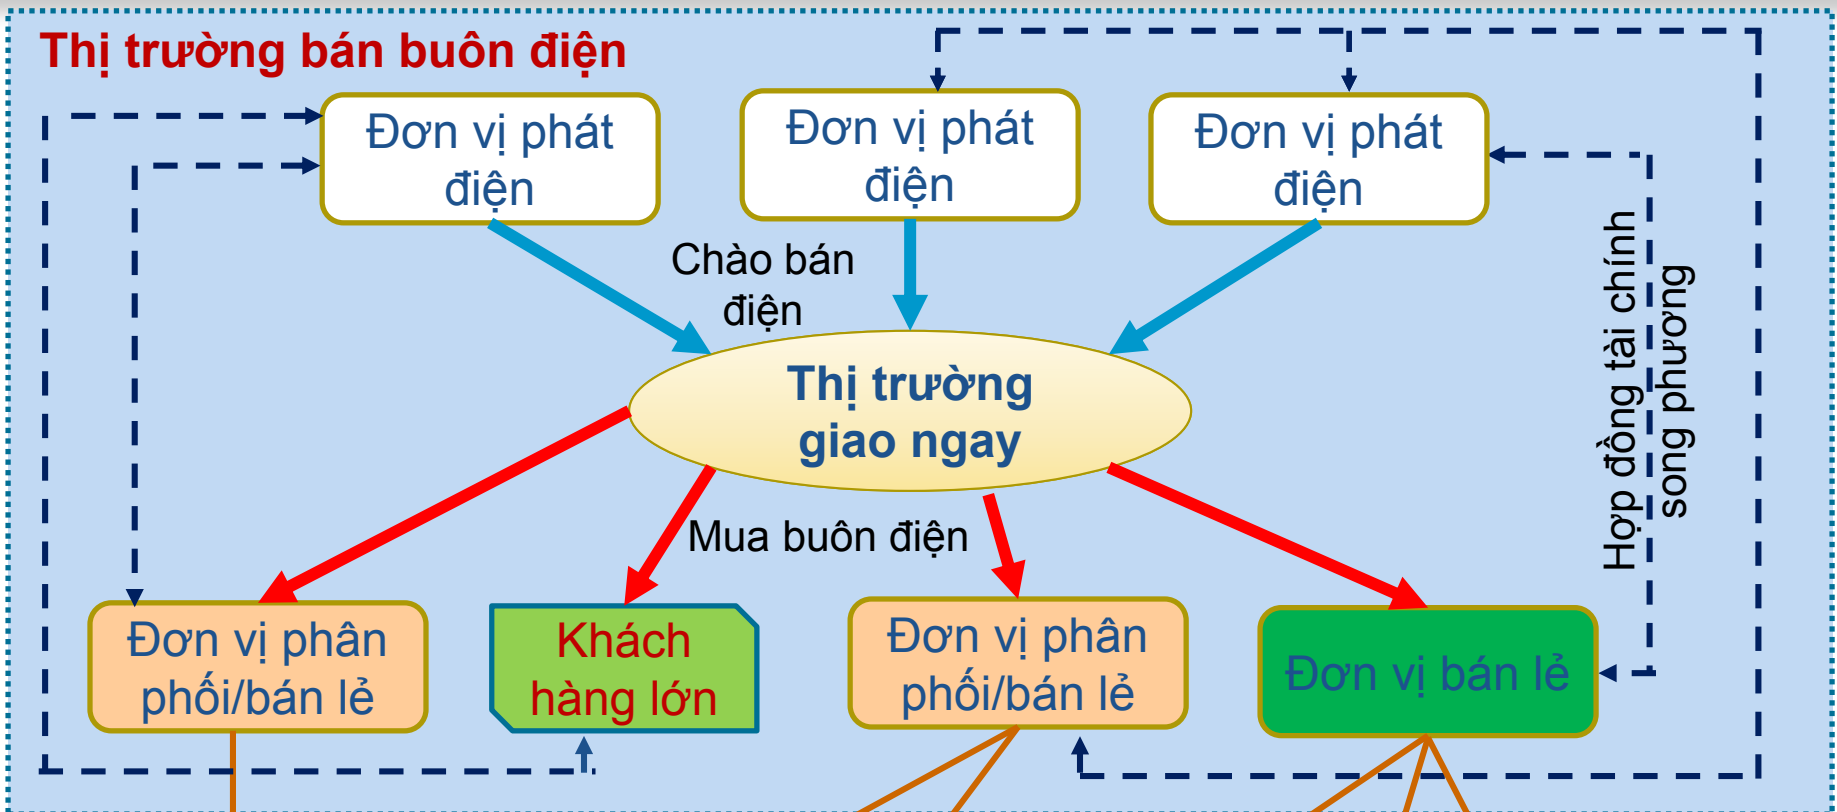 Thị trường bán buôn điện
Đơn vị phát
điện
Đơn vị phát
điện
Đơn vị phát
điện
Chào bán
điện
Thị trường
giao ngay
Hợp đồng tài chính
song phương
Mua buôn điện
Đơn vị phân
phối/bán lẻ
Khách
hàng lớn
Đơn vị phân
phối/bán lẻ
Đơn vị bán lẻ